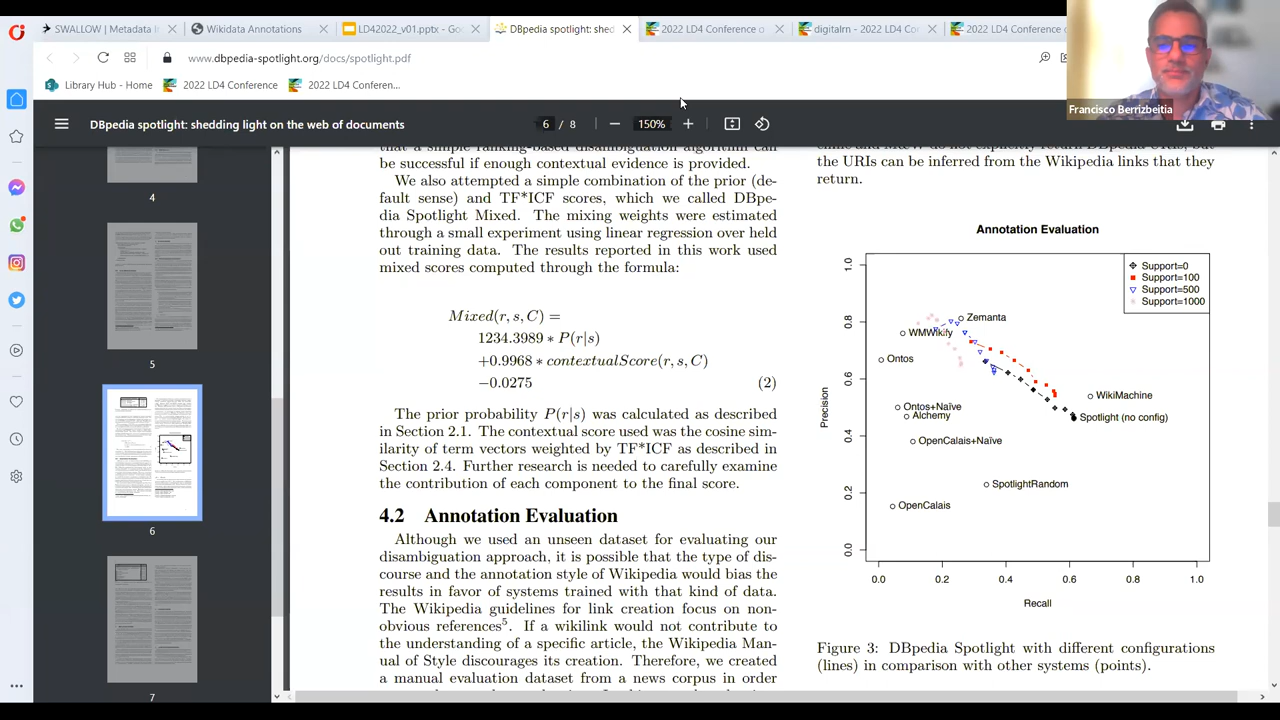 SWALLOW! Metadata In
Wikidata Annotations
LD42022_v01.pptx - Goo
DBpedia spotlight: shed
2022 LD4 Conference o
digitalrn - 2022 LD4 Con
2022 LD4 Conferenc
www.dbpedia-spotlight.org/docs/spotlight.pdf
Library Hub - Home
2022 LD4 Conference
2022 LD4 Conferen...
Francisco Berrizbeitia
DBpedia spotlight: shedding light on the web of documents
6 / 8
150%
4
5
6
7
be successful if enough contextual evidence is provided.
We also attempted a simple combination of the prior (de-
fault sense) and TF*ICF scores, which we called DBpe-
dia Spotlight Mixed. The mixing weights were estimated
through a small experiment using linear regression over held
out training data. The results reported in this work used
mixed scores computed through the formula:
Mixed(r, s, C) =
1234.3989 * P(r|s)
+0.9968 * contextualScore(r, s, C)
−0.0275 (2)
The prior probability P(r|s) was calculated as described
in Section 2.1. The contextual score used was the cosine sim-
ilarity of term vectors weighted by TF*ICF as described in
Section 2.4. Further research is needed to carefully examine
the contribution of each component to the final score.
4.2 Annotation Evaluation
Although we used an unseen dataset for evaluating our
disambiguation approach, it is possible that the type of dis-
course and the annotation style of Wikipedia would bias the
results in favor of systems trained with that kind of data.
The Wikipedia guidelines for link creation focus on non-
obvious references5. If a wikilink would not contribute to
the understanding of a specific article, the Wikipedia Man-
ual of Style discourages its creation. Therefore, we created
a manual evaluation dataset from a news corpus in order
the URIs can be inferred from the Wikipedia links that they
return.
Annotation Evaluation
Support=0
Support=100
Support=500
Support=1000
Zemanta
WMWikify
Ontos
WikiMachine
Ontos+Naïve
Alchemy
Spotlight (no config)
OpenCalais+Naïve
SpotlightRandom
OpenCalais
Precision
0.0 0.2 0.4 0.6 0.8 1.0
0.0 0.2 0.4 0.6 0.8 1.0
Recall
Figure 3: DBpedia Spotlight with different configurations
(lines) in comparison with other systems (points).